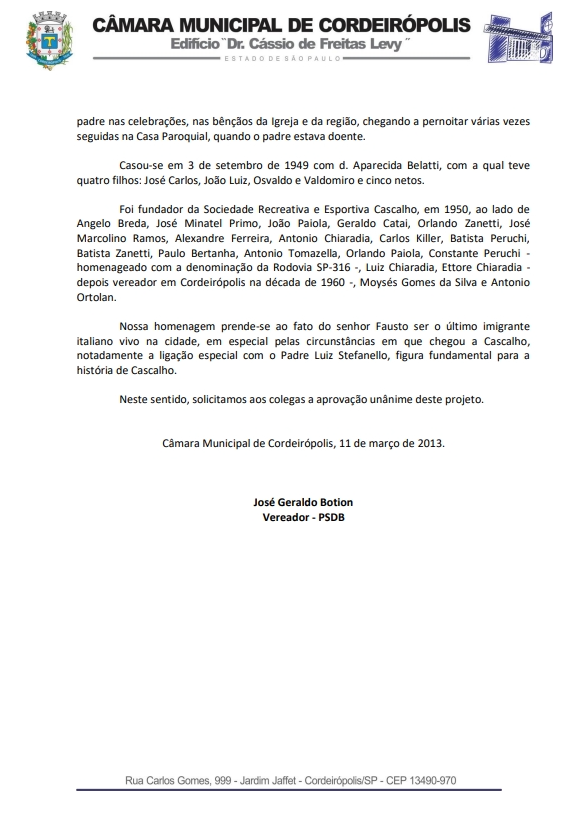 CÂMARA MUNICIPAL DE CORDEIRÓPOLIS
Edifício "Dr. Cássio de Freitas Levy"
ESTADO DE SÃO PAULO
padre nas celebrações, nas bênçãos da Igreja e da região, chegando a pernoitar várias vezes
seguidas na Casa Paroquial, quando o padre estava doente.
Casou-se em 3 de setembro de 1949 com d. Aparecida Belatti, com a qual teve
quatro filhos: José Carlos, João Luiz, Osvaldo e Valdomiro e cinco netos.
Foi fundador da Sociedade Recreativa e Esportiva Cascalho, em 1950, ao lado de
Angelo Breda, José Minatel Primo, João Paiola, Geraldo Catai, Orlando Zanetti, José
Marcolino Ramos, Alexandre Ferreira, Antonio Chiaradia, Carlos Killer, Batista Peruchi,
Batista Zanetti, Paulo Bertanha, Antonio Tomazella, Orlando Paiola, Constante Peruchi -
homenageado com a denominação da Rodovia SP-316 -, Luiz Chiaradia, Ettore Chiaradia -
depois vereador em Cordeirópolis na década de 1960 -, Moysés Gomes da Silva e Antonio
Ortolan.
Nossa homenagem prende-se ao fato do senhor Fausto ser o último imigrante
italiano vivo na cidade, em especial pelas circunstâncias em que chegou a Cascalho,
notadamente a ligação especial com o Padre Luiz Stefanello, figura fundamental para a
história de Cascalho.
Neste sentido, solicitamos aos colegas a aprovação unânime deste projeto.
Câmara Municipal de Cordeirópolis, 11 de março de 2013.
José Geraldo Botion
Vereador - PSDB
Rua Carlos Gomes, 999 - Jardim Jaffet - Cordeirópolis/SP - CEP 13490-970